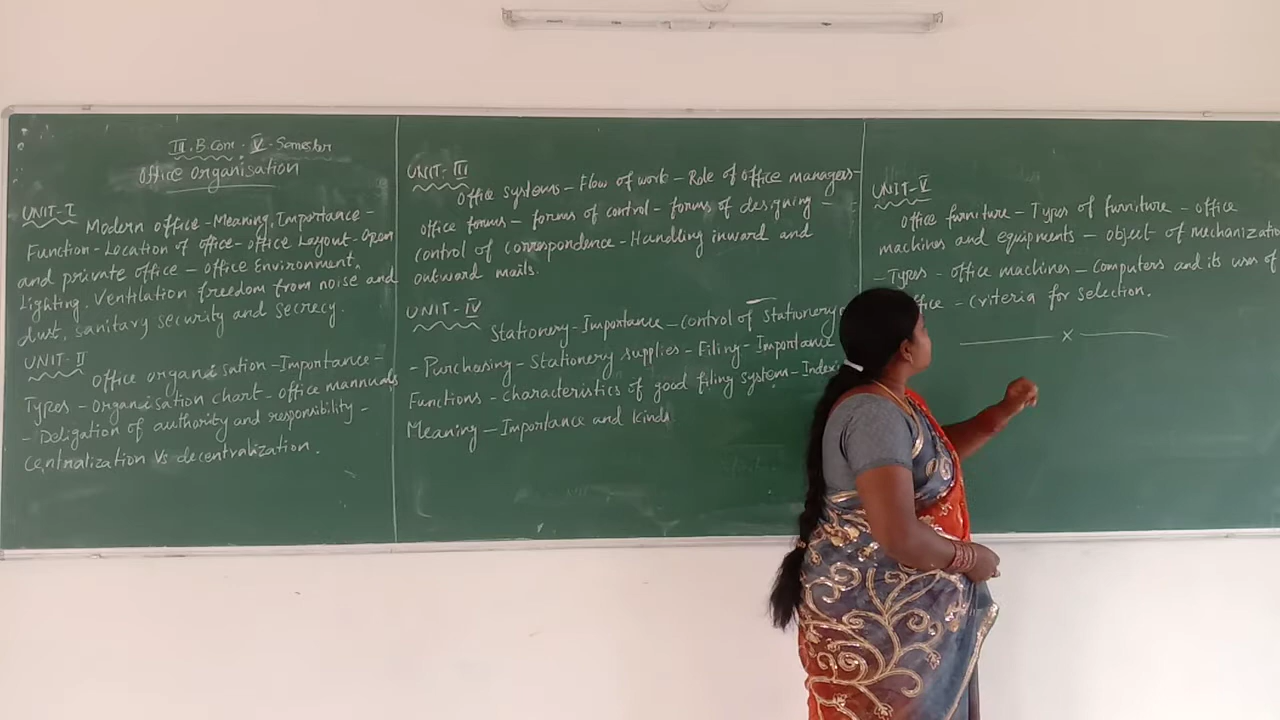 III. B.Com. V - Semester
Office Organisation
UNIT-I
Modern office - Meaning, Importance -
Function - Location of office - office Layout - Open
and private office - office Environment,
Lighting. Ventilation freedom from noise and
dust, sanitary security and secrecy.
UNIT-II
Office organisation - Importance -
Types - Organisation chart - office mannuals
- Deligation of authority and responsibility -
Centralization Vs decentralization.
UNIT-III
Office systems - Flow of work - Role of office managers -
office forms - forms of control - forms of designing -
control of correspondence - Handling inward and
outward mails.
UNIT-IV
Stationery - Importance - control of stationery
- Purchasing - Stationery supplies - Filing - Importance
Functions - characteristics of good filing system -
Meaning - Importance and kinds
UNIT-V
Office furniture - Types of furniture - office
machines and equipments - object of mechanizatio
- Types - office machines - Computers and its uses of
- Criteria for selection.
x